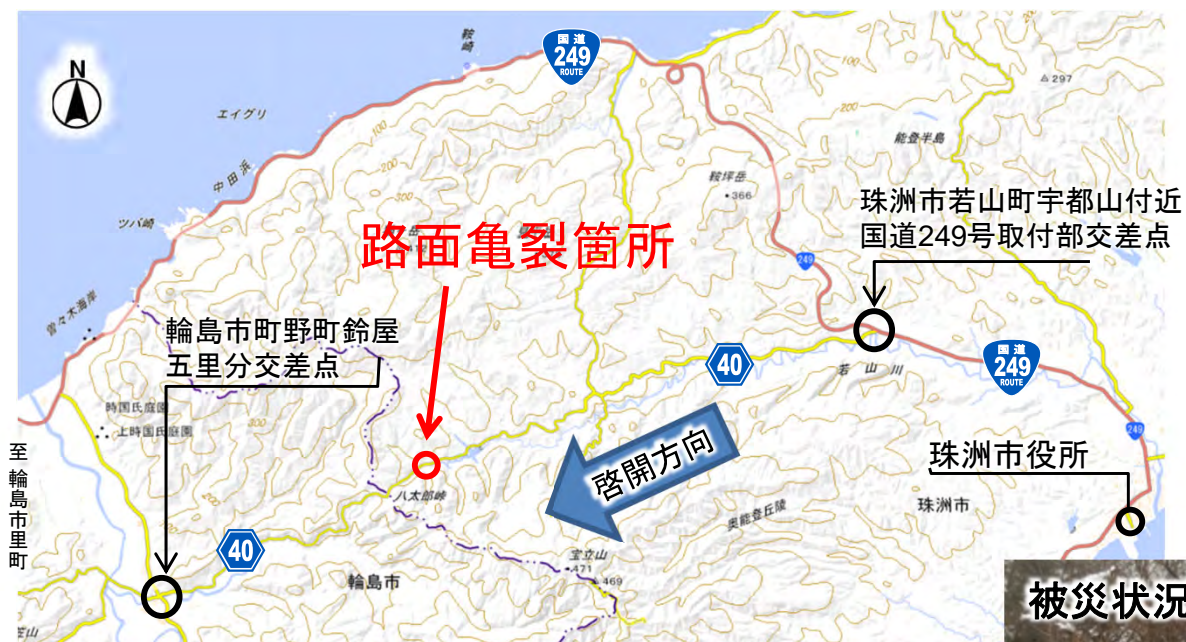 鞍崎
国道
249
ROUTE
N
297
100
200
エイグリ
能登半島
中田浜
鞍坪岳
366
ツバ崎
珠洲市若山町宇都山付近
国道249号取付部交差点
路面亀裂箇所
412
249
曽々木海岸
輪島市町野町鈴屋
五里分交差点
40
若山川
国道
249
ROUTE
時国氏庭園
上時国氏庭園
300
249
至輪島市里町
啓開方向
珠洲市役所
八太郎峠
奥能登丘陵
珠洲市
40
宝立山
471
469
輪島市
被災状況